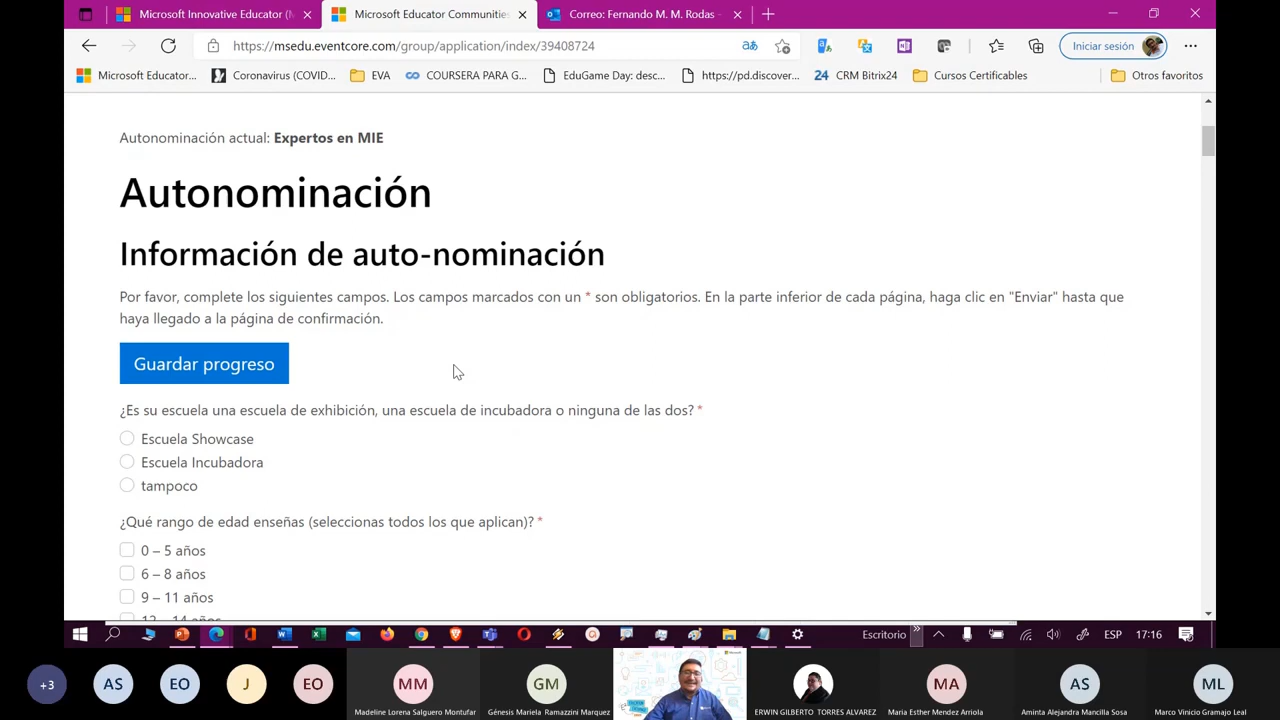 Microsoft Innovative Educator (M
Microsoft Educator Communities
Correo: Fernando M. M. Rodas -
https://msedu.eventcore.com/group/application/index/39408724
Iniciar sesión
Microsoft Educator...
Coronavirus (COVID...
EVA
COURSERA PARA G...
EduGame Day: desc...
https://pd.discover...
24 CRM Bitrix24
Cursos Certificables
Otros favoritos
Autonominación actual: Expertos en MIE
Autonominación
Información de auto-nominación
Por favor, complete los siguientes campos. Los campos marcados con un * son obligatorios. En la parte inferior de cada página, haga clic en "Enviar" hasta que
haya llegado a la página de confirmación.
Guardar progreso
¿Es su escuela una escuela de exhibición, una escuela de incubadora o ninguna de las dos? *
Escuela Showcase
Escuela Incubadora
tampoco
¿Qué rango de edad enseñas (seleccionas todos los que aplican)? *
0 – 5 años
6 – 8 años
9 – 11 años
12 – 14 años
Escritorio
ESP
17:16
+3
AS
EO
J
EO
MM
GM
MA
AS
ML
Madeline Lorena Salguero Montufar
Génesis Mariela Ramazzini Marquez
ERWIN GILBERTO TORRES ALVAREZ
Maria Esther Mendez Arriola
Aminta Alejandra Mancilla Sosa
Marco Vinicio Gramajo Leal